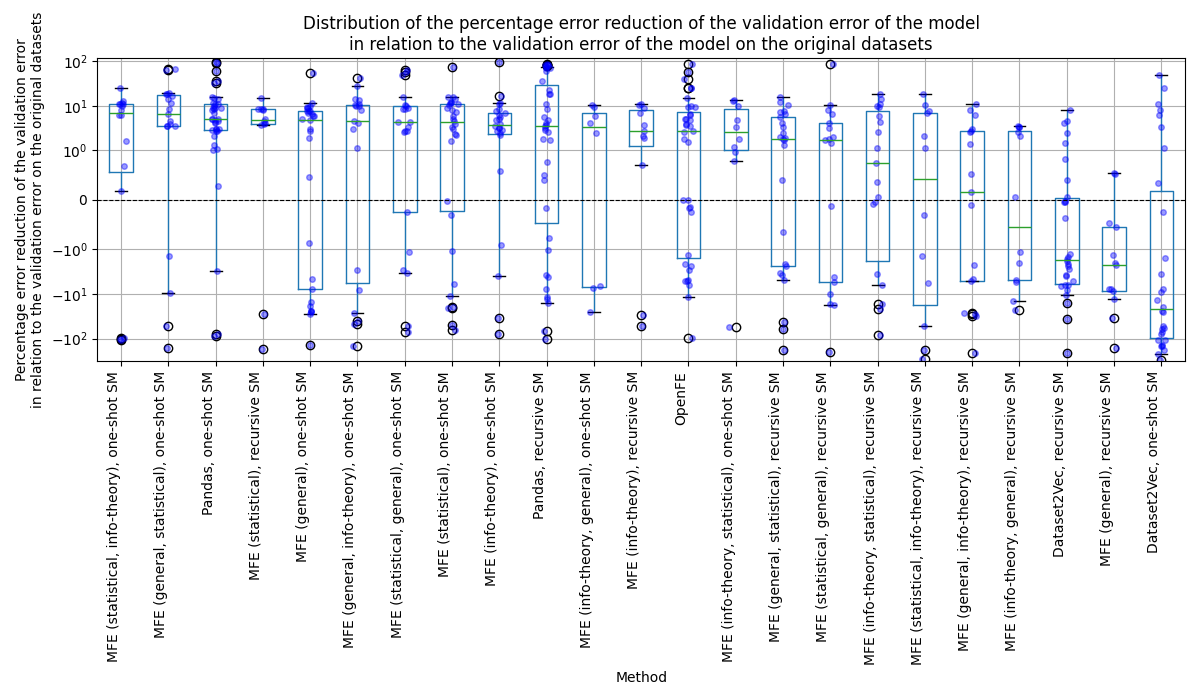 Distribution of the percentage error reduction of the validation error of the model
in relation to the validation error of the model on the original datasets
Percentage error reduction of the validation error
in relation to the validation error on the original datasets
10²
10¹
10⁰
0
−10⁰
−10¹
−10²
MFE (statistical, info-theory), one-shot SM
MFE (general, statistical), one-shot SM
Pandas, one-shot SM
MFE (statistical), recursive SM
MFE (general), one-shot SM
MFE (general, info-theory), one-shot SM
MFE (statistical, general), one-shot SM
MFE (statistical), one-shot SM
MFE (info-theory), one-shot SM
Pandas, recursive SM
MFE (info-theory, general), one-shot SM
MFE (info-theory), recursive SM
OpenFE
MFE (info-theory, statistical), one-shot SM
MFE (general, statistical), recursive SM
MFE (statistical, general), recursive SM
MFE (info-theory, statistical), recursive SM
MFE (statistical, info-theory), recursive SM
MFE (general, info-theory), recursive SM
MFE (info-theory, general), recursive SM
Dataset2Vec, recursive SM
MFE (general), recursive SM
Dataset2Vec, one-shot SM
Method